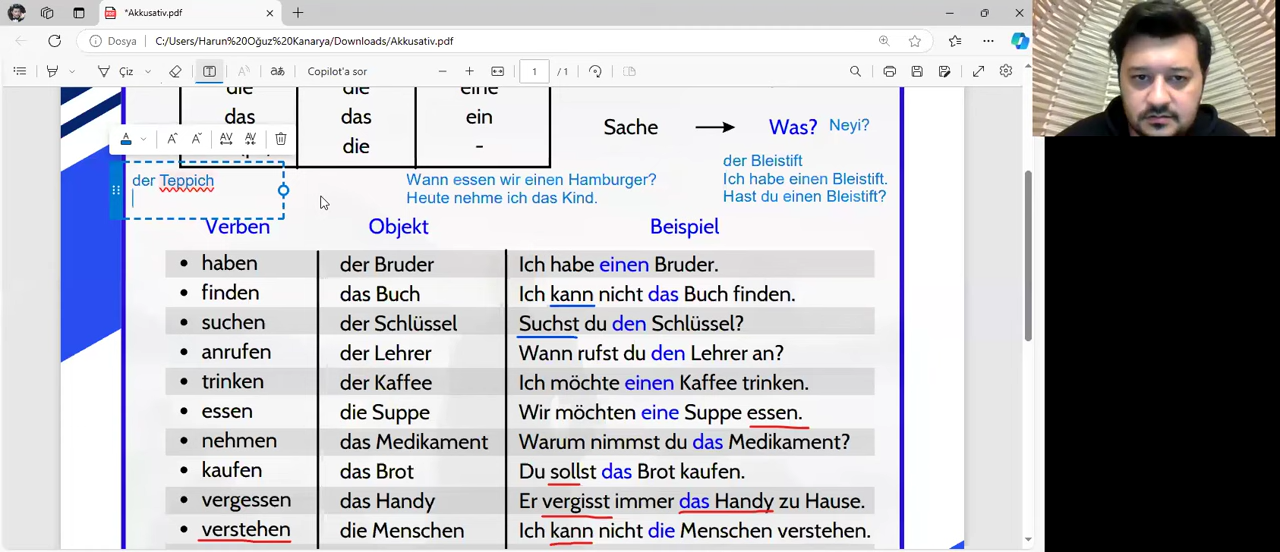 *Akkusativ.pdf
Dosya C:/Users/Harun%20Oğuz%20Kanarya/Downloads/Akkusativ.pdf
Çiz aあ Copilot'a sor 1 /1
die die eine
das das ein
die -
Sache Was? Neyi?
der Bleistift
Ich habe einen Bleistift.
Hast du einen Bleistift?
der Teppich
Wann essen wir einen Hamburger?
Heute nehme ich das Kind.
Verben Objekt Beispiel
• haben der Bruder Ich habe einen Bruder.
• finden das Buch Ich kann nicht das Buch finden.
• suchen der Schlüssel Suchst du den Schlüssel?
• anrufen der Lehrer Wann rufst du den Lehrer an?
• trinken der Kaffee Ich möchte einen Kaffee trinken.
• essen die Suppe Wir möchten eine Suppe essen.
• nehmen das Medikament Warum nimmst du das Medikament?
• kaufen das Brot Du sollst das Brot kaufen.
• vergessen das Handy Er vergisst immer das Handy zu Hause.
• verstehen die Menschen Ich kann nicht die Menschen verstehen.